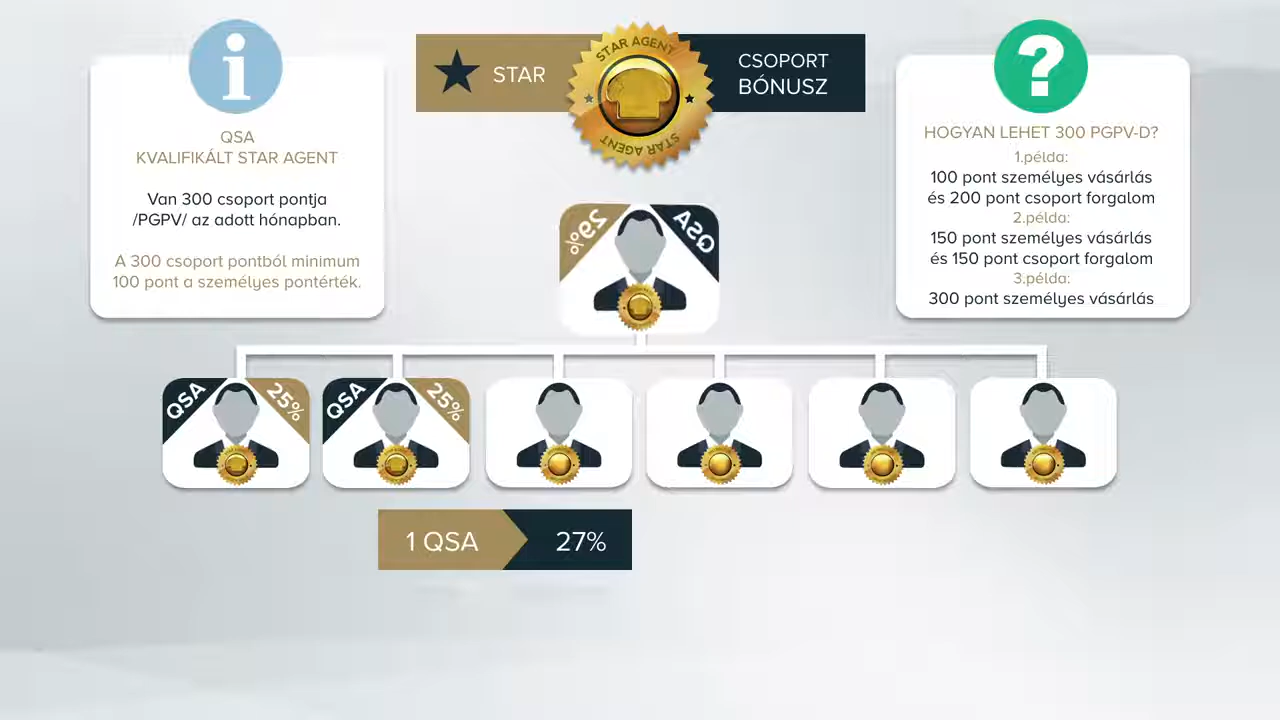 STAR
STAR AGENT
STAR AGENT
CSOPORT
BÓNUSZ
QSA
KVALIFIKÁLT STAR AGENT
Van 300 csoport pontja
/PGPV/ az adott hónapban.
A 300 csoport pontból minimum
100 pont a személyes pontérték.
HOGYAN LEHET 300 PGPV-D?
1.példa:
100 pont személyes vásárlás
és 200 pont csoport forgalom
2.példa:
150 pont személyes vásárlás
és 150 pont csoport forgalom
3.példa:
300 pont személyes vásárlás
29%
QSA
QSA
25%
QSA
25%
1 QSA
27%